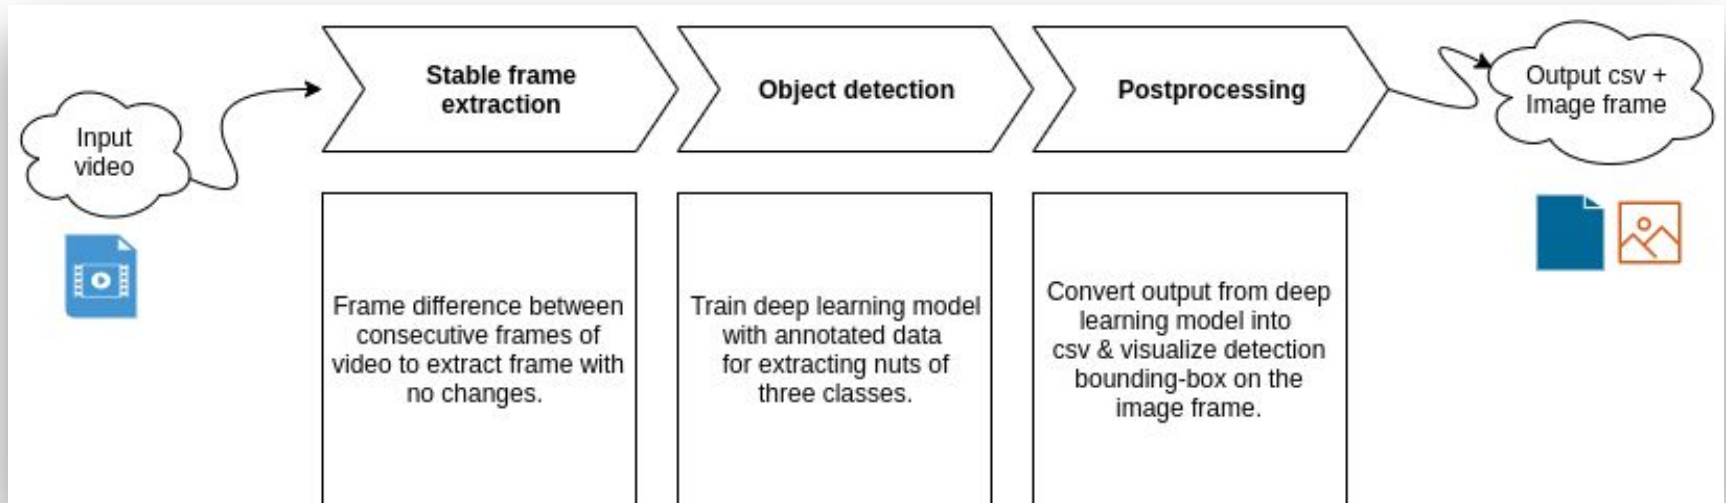 Input
video
Stable frame
extraction
Object detection
Postprocessing
Output csv +
Image frame
Frame difference between
consecutive frames of
video to extract frame with
no changes.
Train deep learning model
with annotated data
for extracting nuts of
three classes.
Convert output from deep
learning model into
csv & visualize detection
bounding-box on the
image frame.